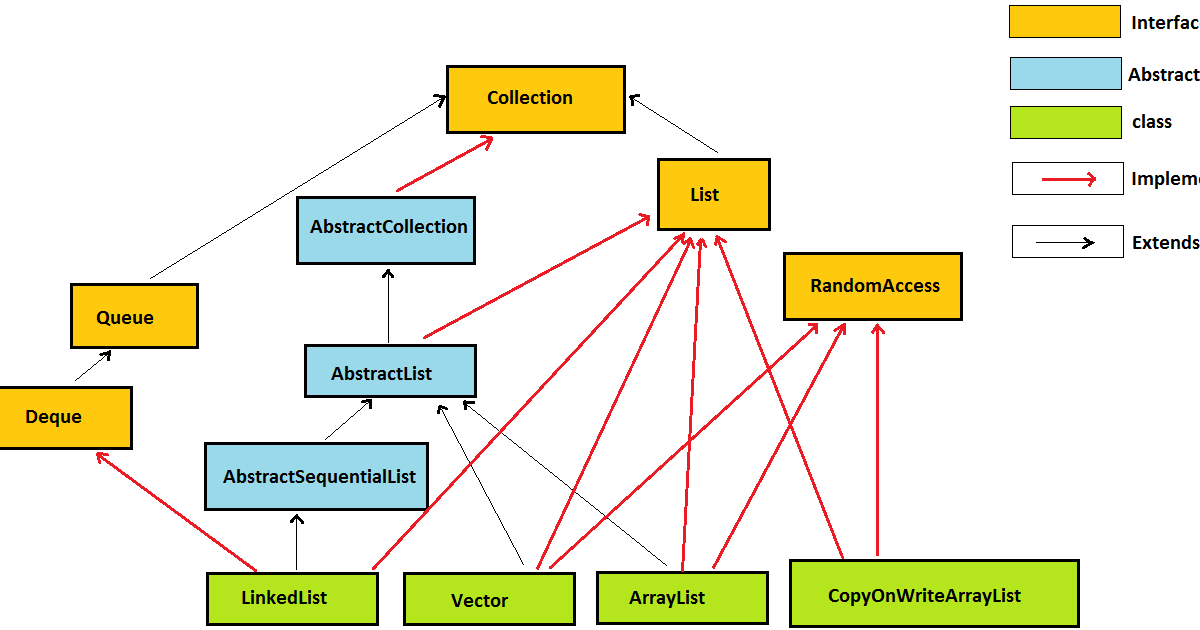 Interfac
Abstract
class
Impleme
Extends
Collection
List
AbstractCollection
RandomAccess
Queue
AbstractList
Deque
AbstractSequentialList
LinkedList
Vector
ArrayList
CopyOnWriteArrayList